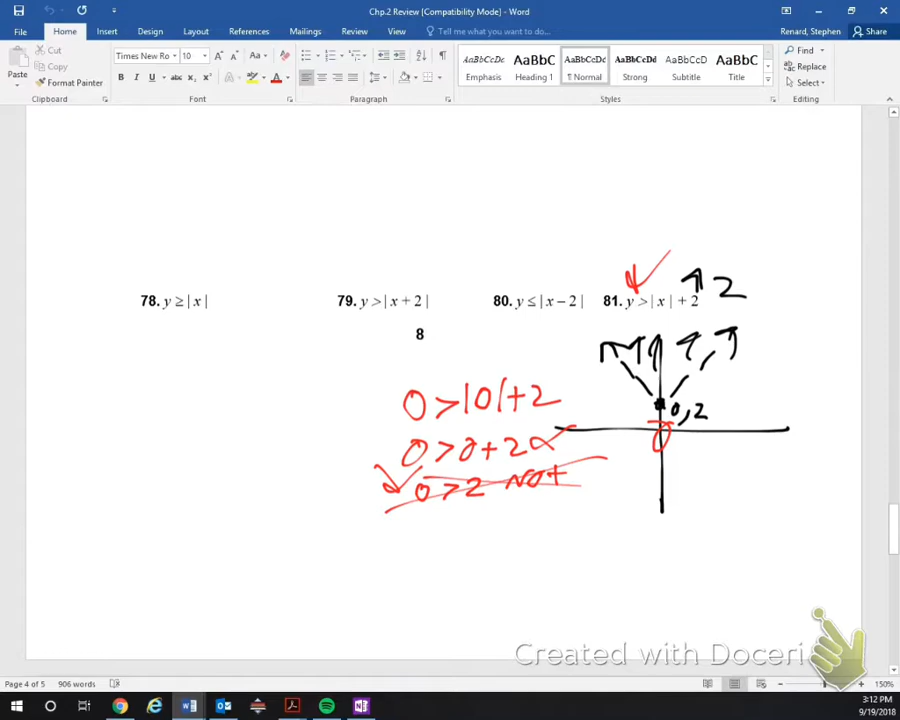 Chp.2 Review [Compatibility Mode] - Word
Renard, Stephen
Share
File Home Insert Design Layout References Mailings Review View Tell me what you want to do...
Paste
Cut
Copy
Format Painter
Clipboard
Times New Ro 10
Font
Paragraph
AaBbCcDc AaBbC AaBbCcDd AaBbCcDc AaBbCcD AaBbC
Emphasis Heading 1 ¶ Normal Strong Subtitle Title
Styles
Find
Replace
Select
Editing
↑ 2
78. y ≥ | x | 79. y > | x + 2 | 80. y ≤ | x − 2 | 81. y > | x | + 2
8
0 > |0| + 2
0, 2
0 > 0 + 2
0 > 2 Not
Created with Doceri
Page 4 of 5 906 words
150%
3:12 PM
9/19/2018